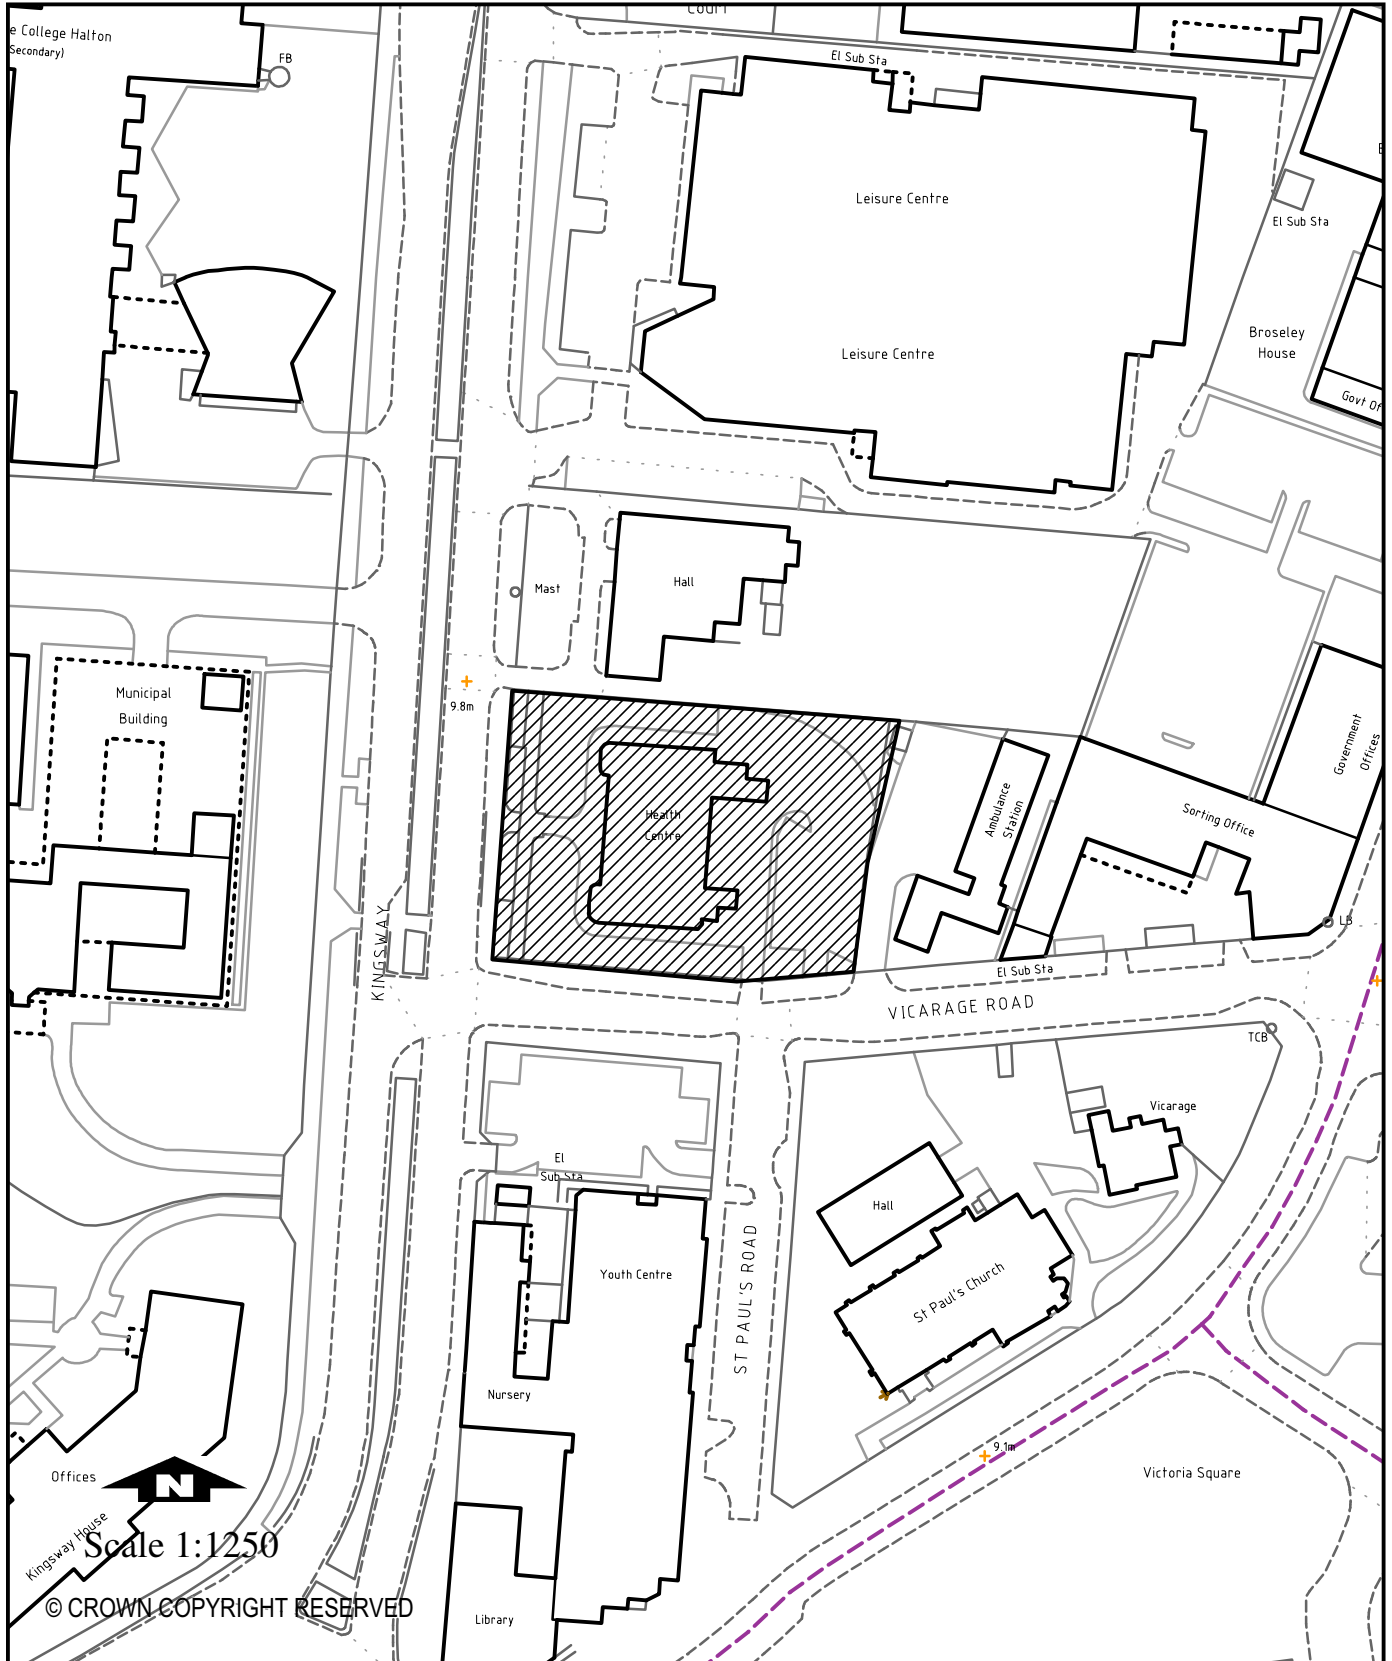 Court
e College Halton
Secondary)
FB
El Sub Sta
Leisure Centre
El Sub Sta
Leisure Centre
Broseley
House
Govt Of
Mast
Hall
Municipal
Building
9.8m
Health
Centre
Ambulance
Station
Sorting Office
Government
Offices
LB
KINGSWAY
El Sub Sta
VICARAGE ROAD
TCB
Vicarage
El
Sub Sta
Hall
Youth Centre
ST PAUL'S ROAD
St Paul's Church
Nursery
9.1m
Victoria Square
Offices
N
Kingsway House
Scale 1:1250
© CROWN COPYRIGHT RESERVED
Library